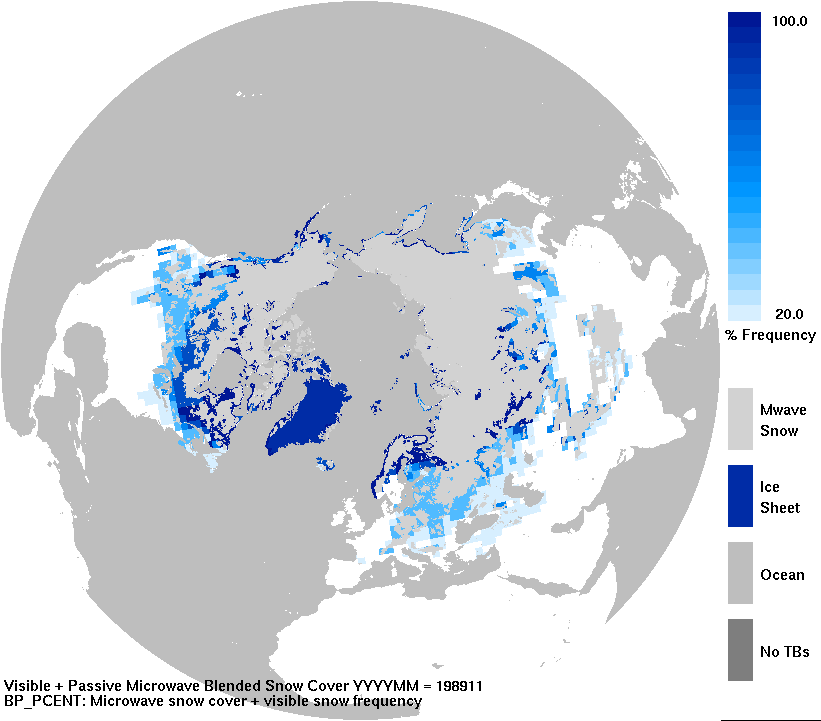 100.0
20.0
% Frequency
Mwave
Snow
Ice
Sheet
Ocean
No TBs
Visible + Passive Microwave Blended Snow Cover YYYYMM = 198911
BP_PCENT: Microwave snow cover + visible snow frequency